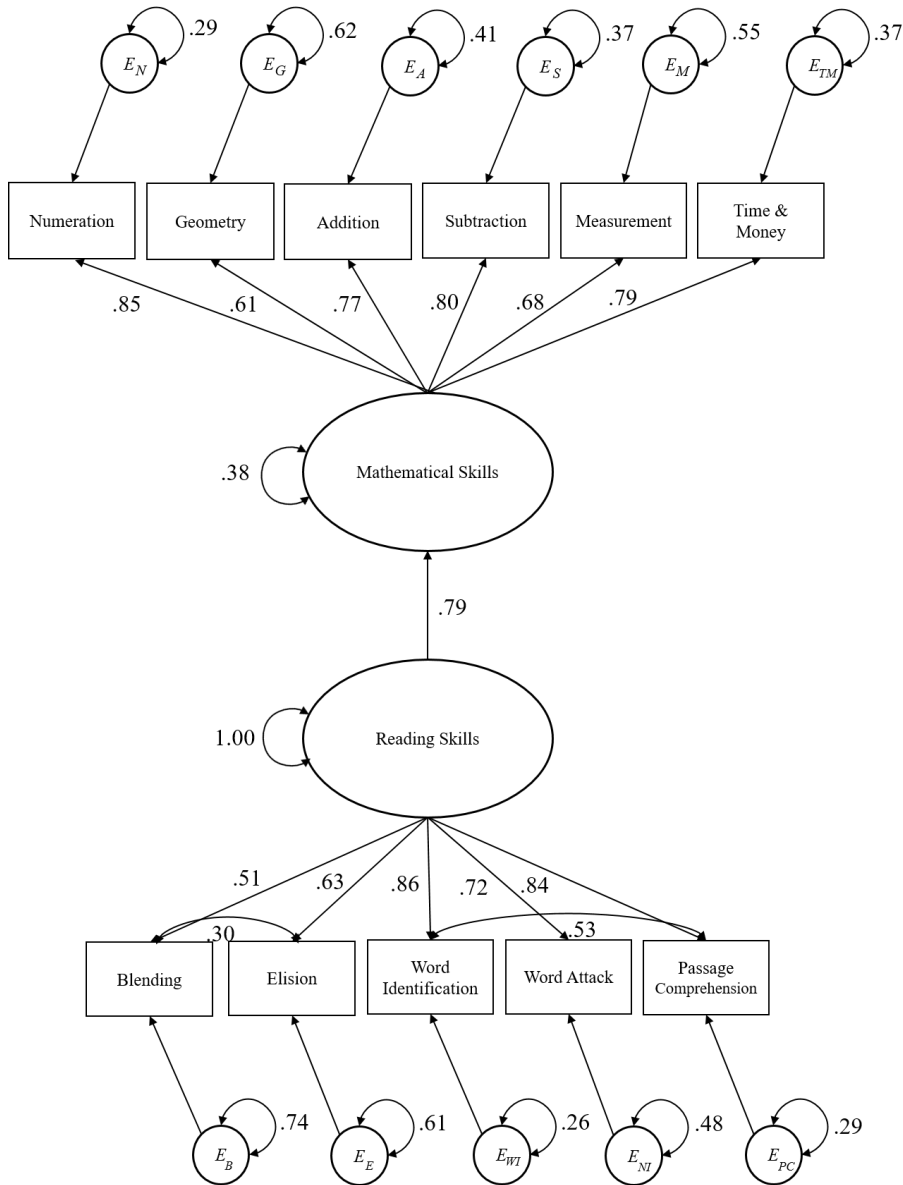 .29
.62
.41
.37
.55
.37
E_N
E_G
E_A
E_S
E_M
E_TM
Numeration
Geometry
Addition
Subtraction
Measurement
Time &
Money
.85
.61
.77
.80
.68
.79
Mathematical Skills
.38
.79
Reading Skills
1.00
.51
.63
.86
.72
.84
.30
.53
Blending
Elision
Word
Identification
Word Attack
Passage
Comprehension
.74
.61
.26
.48
.29
E_B
E_E
E_WI
E_NI
E_PC